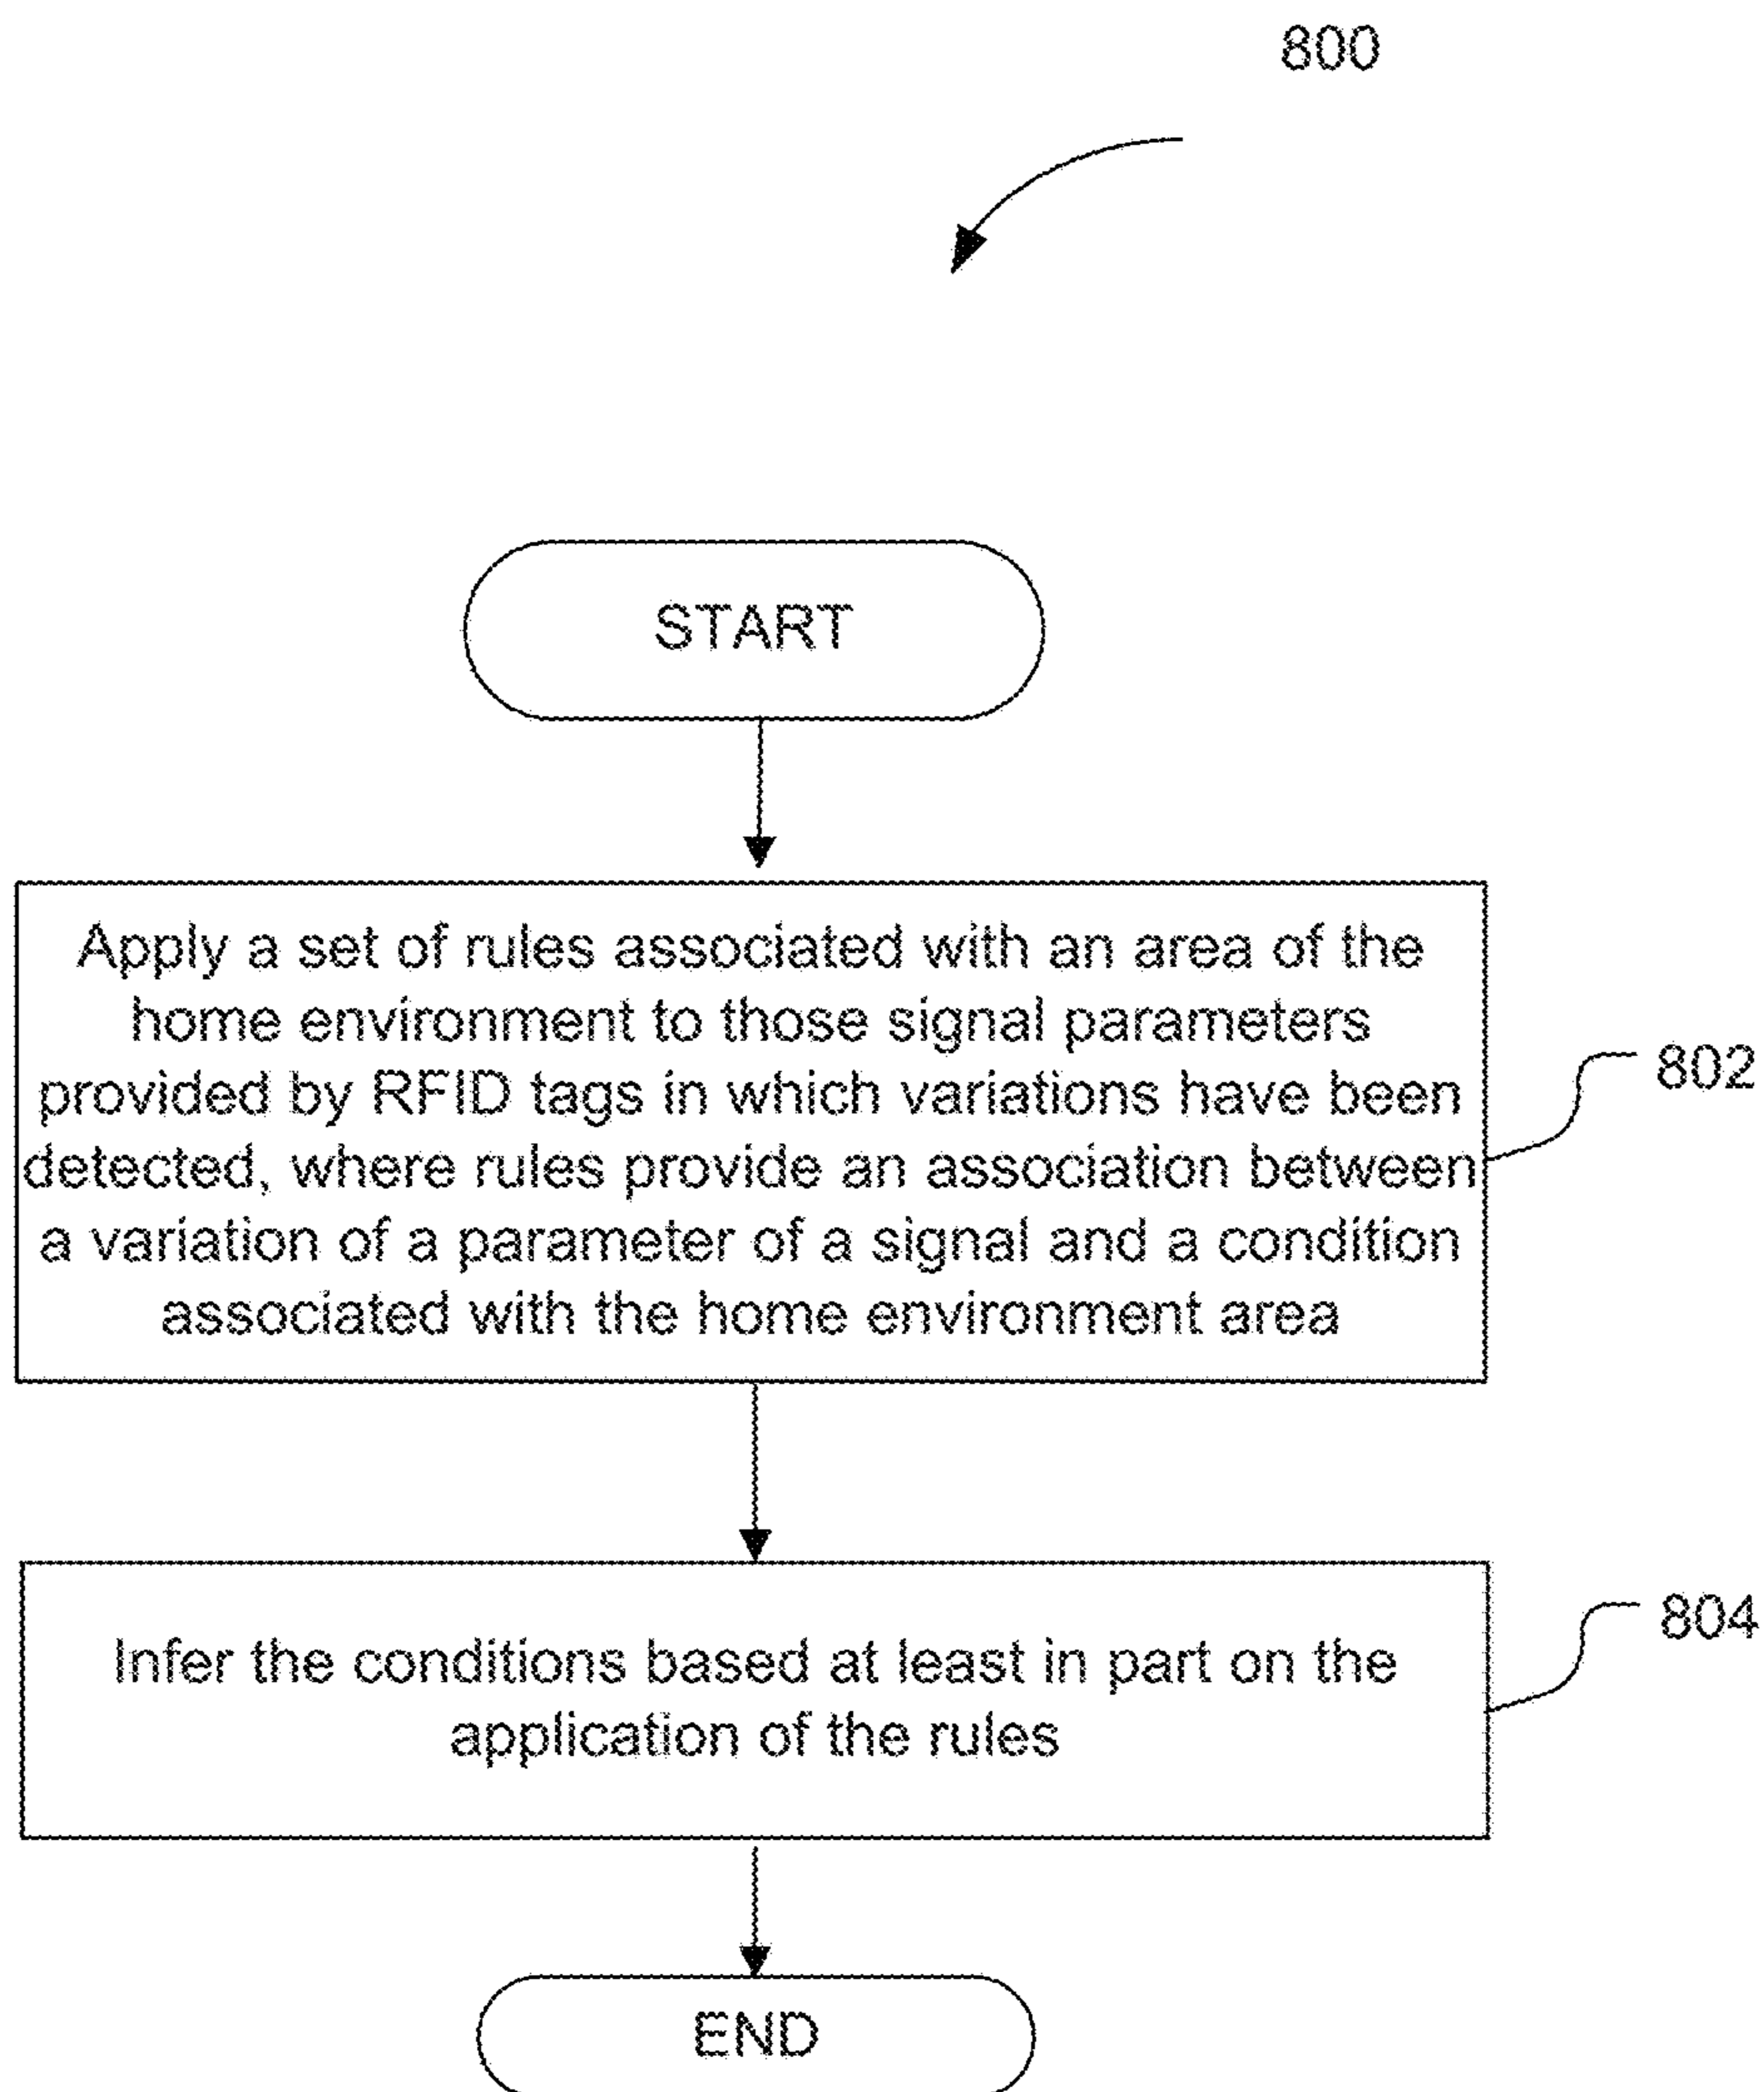 800
START
Apply a set of rules associated with an area of the
home environment to those signal parameters
provided by RFID tags in which variations have been
detected, where rules provide an association between
a variation of a parameter of a signal and a condition
associated with the home environment area
802
Infer the conditions based at least in part on the
application of the rules
804
END